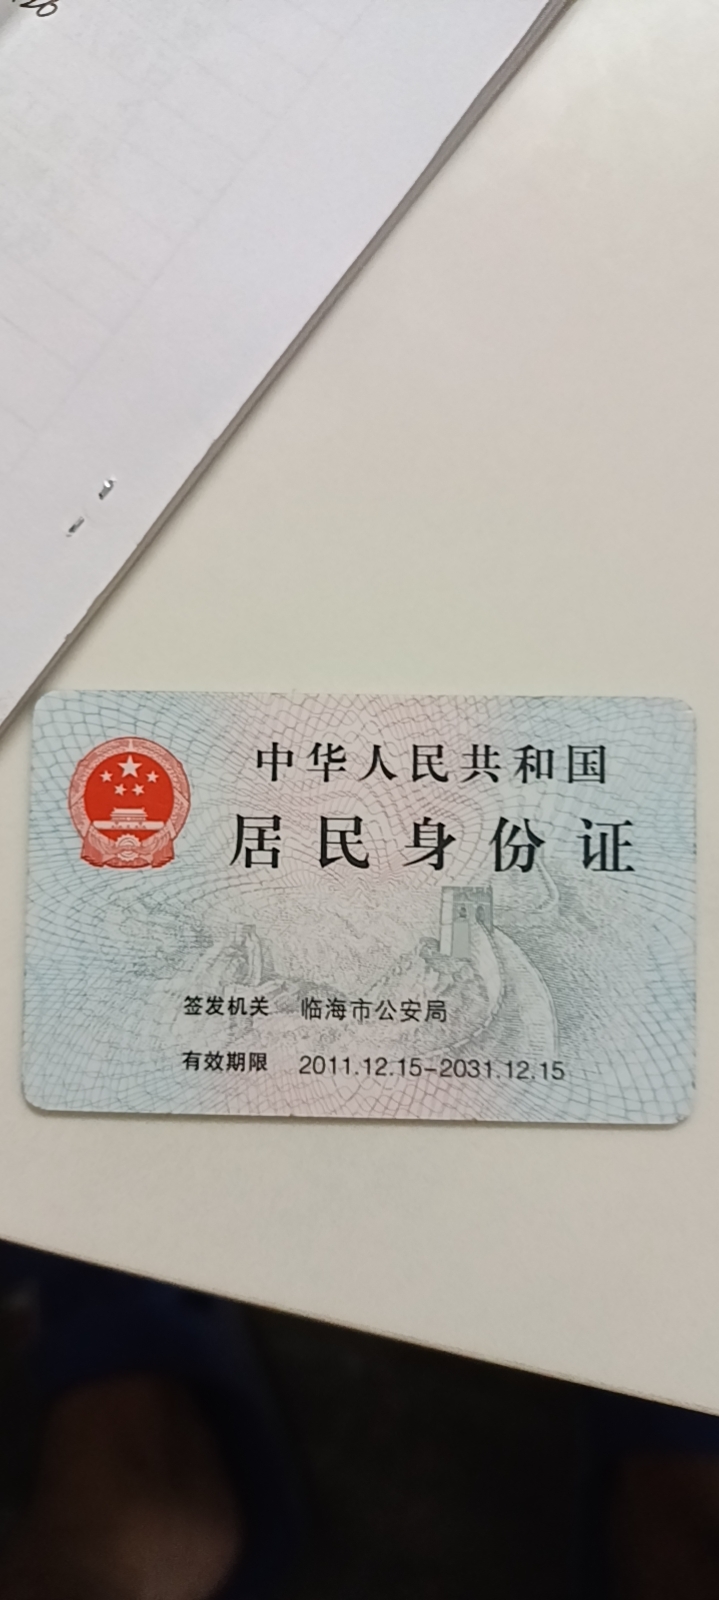 中华人民共和国
居民身份证
签发机关 临海市公安局
有效期限 2011.12.15-2031.12.15